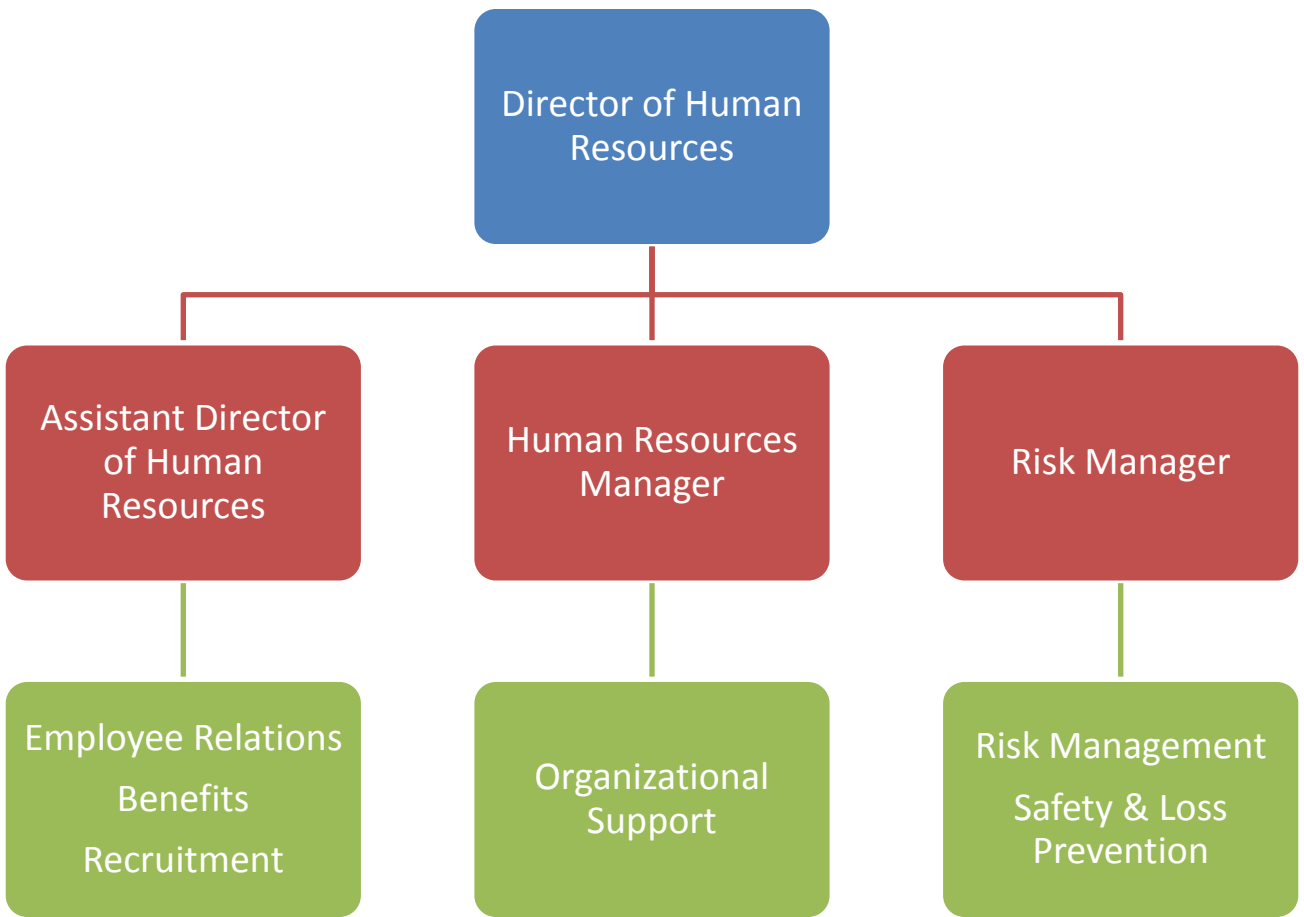 Director of Human
Resources
Assistant Director
of Human
Resources
Human Resources
Manager
Risk Manager
Employee Relations
Benefits
Recruitment
Organizational
Support
Risk Management
Safety & Loss
Prevention